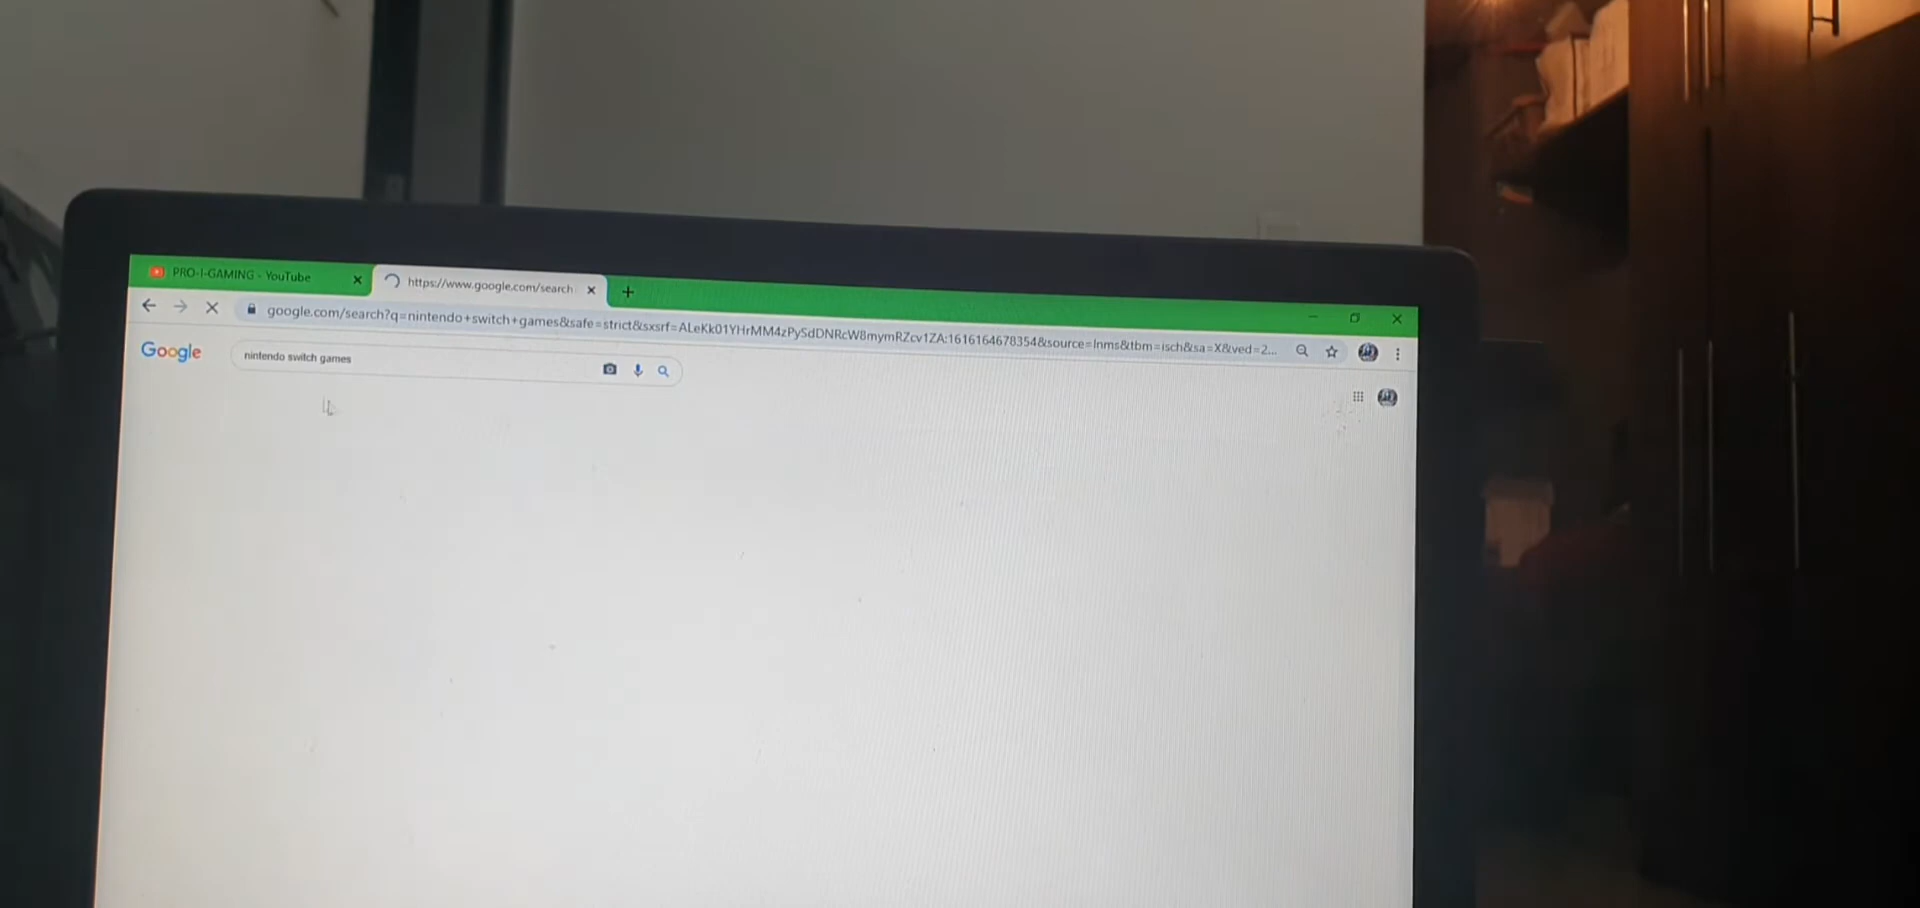 PRO-I-GAMING - YouTube
https://www.google.com/search
google.com/search?q=nintendo+switch+games&safe=strict&sxsrf=ALeKk01YHrMM4zPySdDNRcW8mymRZcv1ZA:1616164678354&source=lnms&tbm=isch&sa=X&ved=2...
Google
nintendo switch games